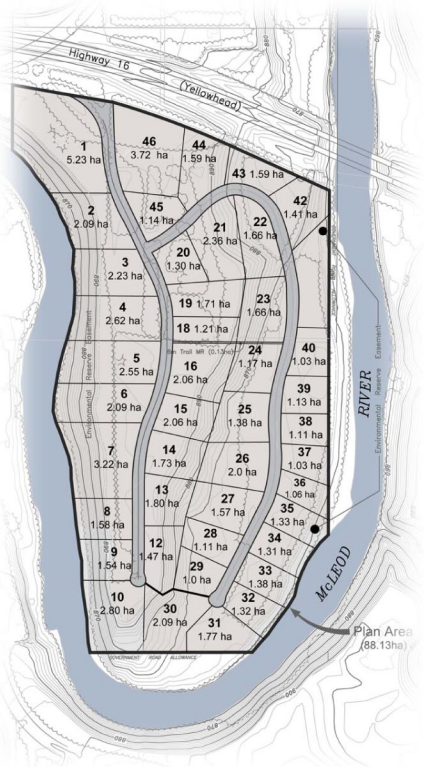 Highway 16
(Yellowhead)
1
5.23 ha
46
3.72 ha
44
1.59 ha
43 1.59 ha
42
1.41 ha
2
2.09 ha
45
1.14 ha
21
2.36 ha
22
1.66 ha
3
2.23 ha
20
1.30 ha
4
2.62 ha
19 1.71 ha
18 1.21 ha
23
1.66 ha
5
2.55 ha
16
2.06 ha
24
1.17 ha
40
1.03 ha
6
2.09 ha
15
2.06 ha
25
1.38 ha
39
1.13 ha
38
1.11 ha
7
3.22 ha
14
1.73 ha
26
2.0 ha
37
1.03 ha
36
1.06 ha
13
1.80 ha
27
1.57 ha
35
1.33 ha
8
1.58 ha
12
1.47 ha
28
1.11 ha
34
1.31 ha
9
1.54 ha
29
1.0 ha
33
1.38 ha
10
2.80 ha
30
2.09 ha
31
1.77 ha
32
1.32 ha
Environmental Reserve Easement
Environmental Reserve Easement
McLEOD
RIVER
Plan Area
(88.13ha)
GOVERNMENT ROAD ALLOWANCE
870
880
860
870
880